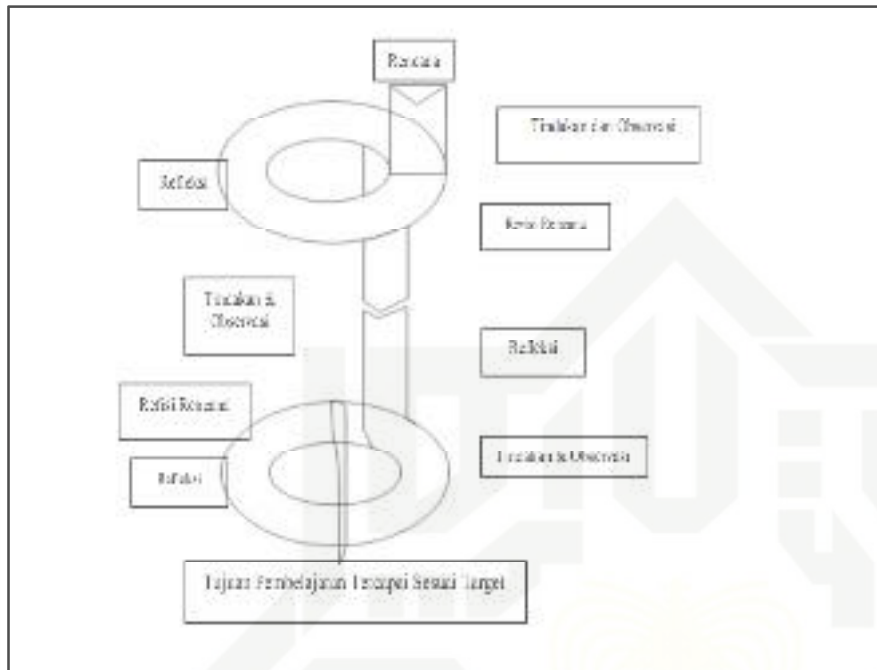 Rencana
Tindakan dan Observasi
Refleksi
Revisi Rencana
Tindakan &
Observasi
Refleksi
Refisi Rencana
Tindakan & Observasi
Refleksi
Tujuan Pembelajaran Tercapai Sesuai Target